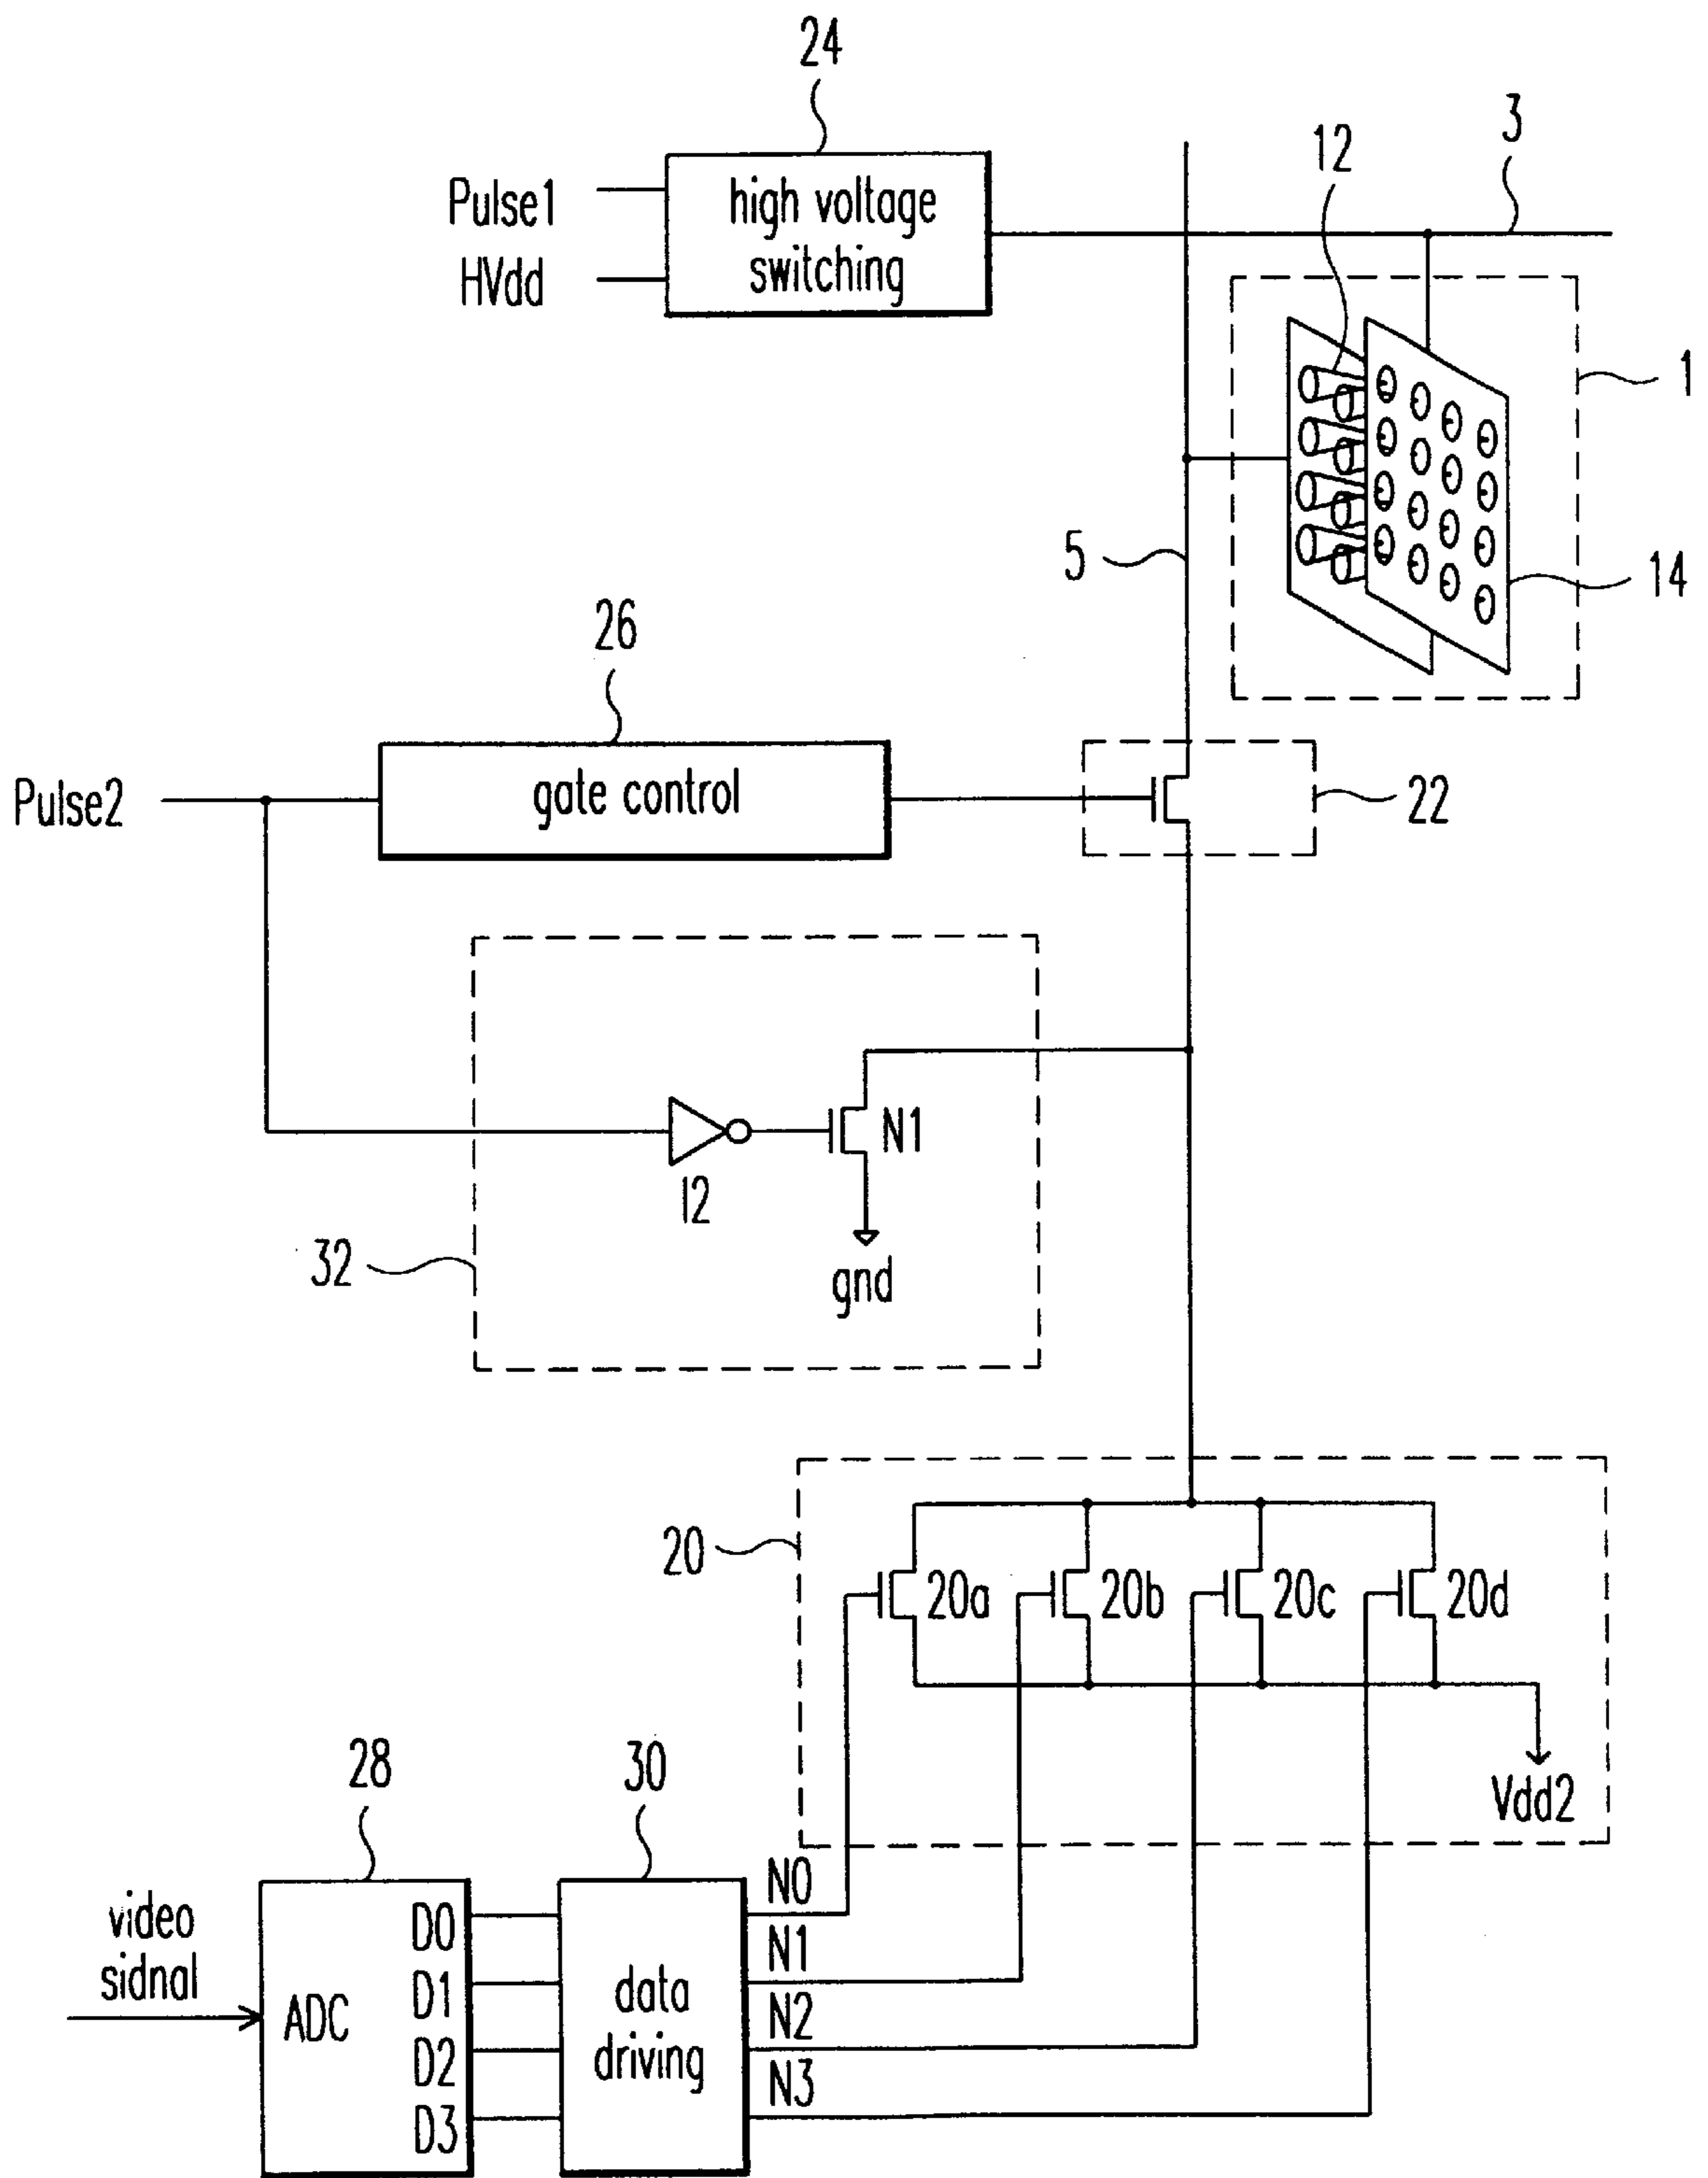 24
3
12
Pulse1
HVdd
high voltage
switching
1
5
14
26
Pulse2
gate control
22
N1
I2
32
gnd
20
20a
20b
20c
20d
Vdd2
28
30
video
sidnal
ADC
D0
D1
D2
D3
data
driving
N0
N1
N2
N3